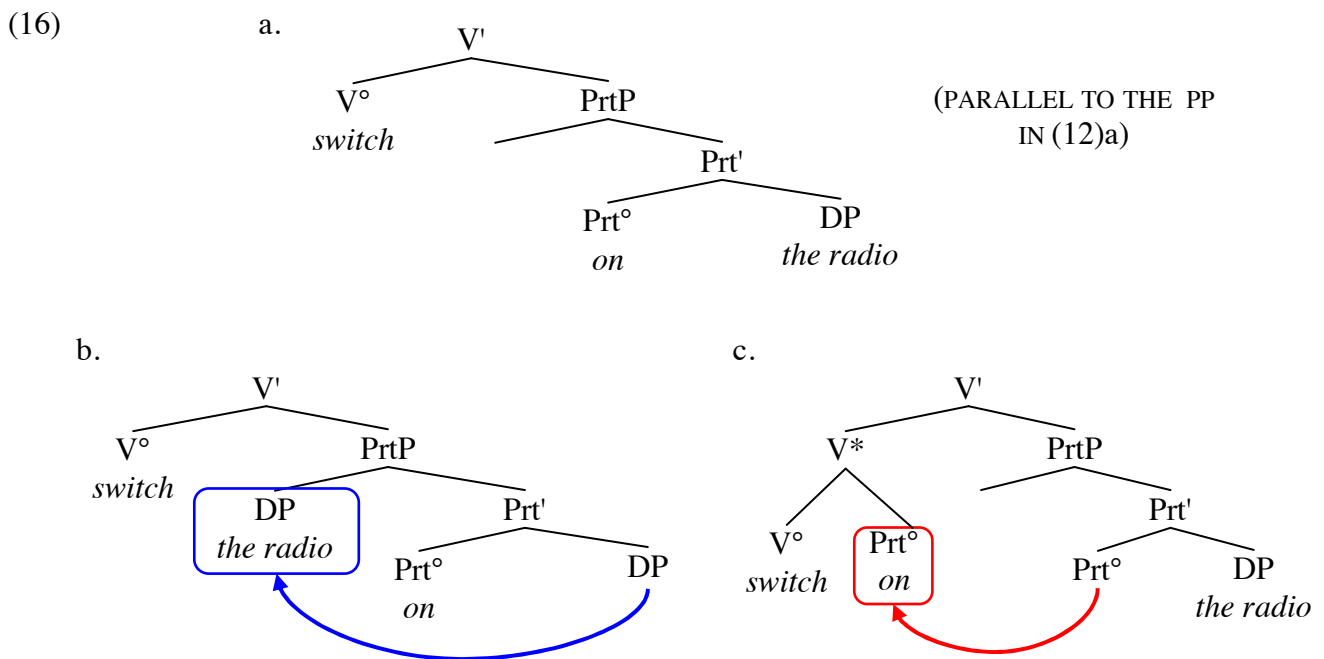 (16) a.
V'
V° PrtP (PARALLEL TO THE PP
switch IN (12)a)
Prt'
Prt° DP
on the radio
b. c.
V' V'
V° PrtP V* PrtP
switch
DP Prt' Prt'
the radio V° Prt°
Prt° DP switch on Prt° DP
on the radio